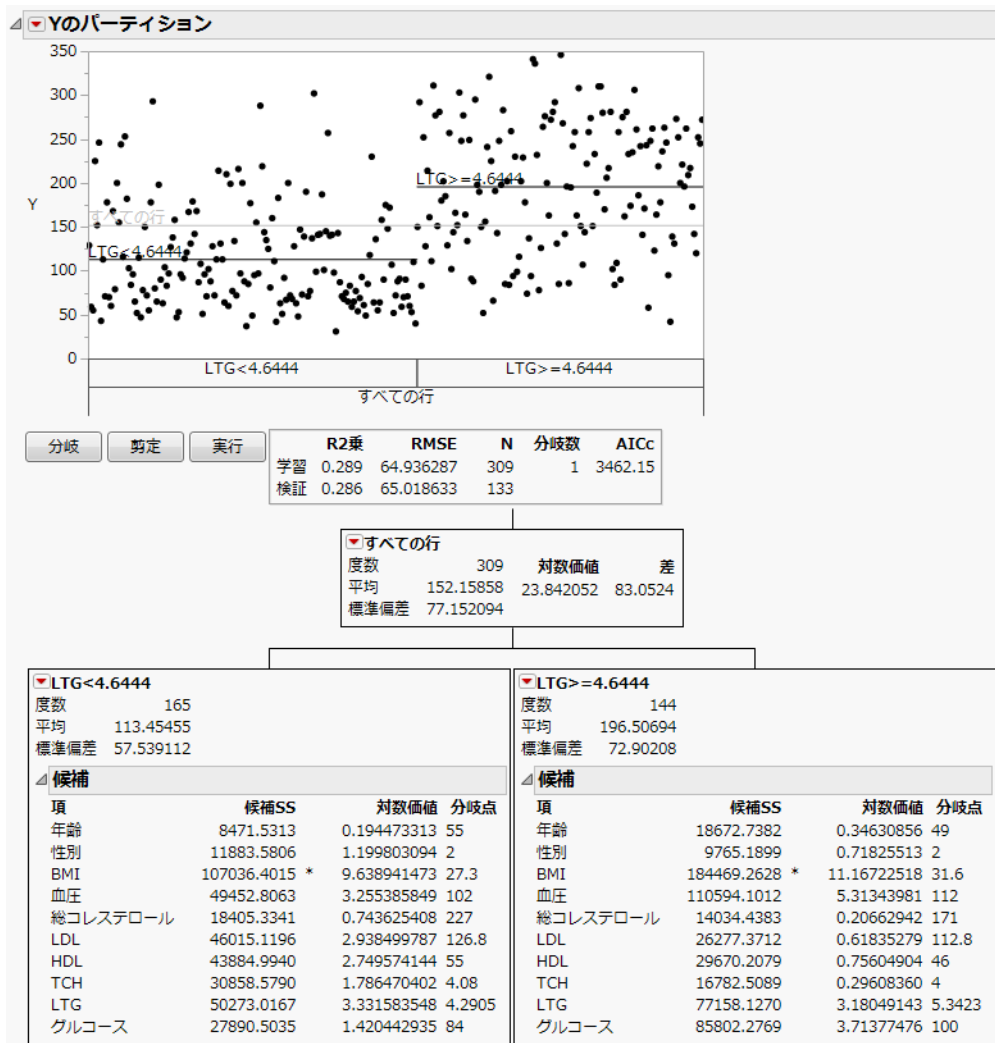 Yのパーティション
350
300
250
200
150
100
50
0
Y
すべての行
LTG<4.6444
LTG>=4.6444
LTG<4.6444 LTG>=4.6444
すべての行
分岐 剪定 実行
R2乗 RMSE N 分岐数 AICc
学習 0.289 64.936287 309 1 3462.15
検証 0.286 65.018633 133
すべての行
度数 309 対数価値 差
平均 152.15858 23.842052 83.0524
標準偏差 77.152094
LTG<4.6444
度数 165
平均 113.45455
標準偏差 57.539112
候補
項 候補SS 対数価値 分岐点
年齢 8471.5313 0.194473313 55
性別 11883.5806 1.199803094 2
BMI 107036.4015 * 9.638941473 27.3
血圧 49452.8063 3.255385849 102
総コレステロール 18405.3341 0.743625408 227
LDL 46015.1196 2.938499787 126.8
HDL 43884.9940 2.749574144 55
TCH 30858.5790 1.786470402 4.08
LTG 50273.0167 3.331583548 4.2905
グルコース 27890.5035 1.420442935 84
LTG>=4.6444
度数 144
平均 196.50694
標準偏差 72.90208
候補
項 候補SS 対数価値 分岐点
年齢 18672.7382 0.34630856 49
性別 9765.1899 0.71825513 2
BMI 184469.2628 * 11.16722518 31.6
血圧 110594.1012 5.31343981 112
総コレステロール 14034.4383 0.20662942 171
LDL 26277.3712 0.61835279 112.8
HDL 29670.2079 0.75604904 46
TCH 16782.5089 0.29608360 4
LTG 77158.1270 3.18049143 5.3423
グルコース 85802.2769 3.71377476 100